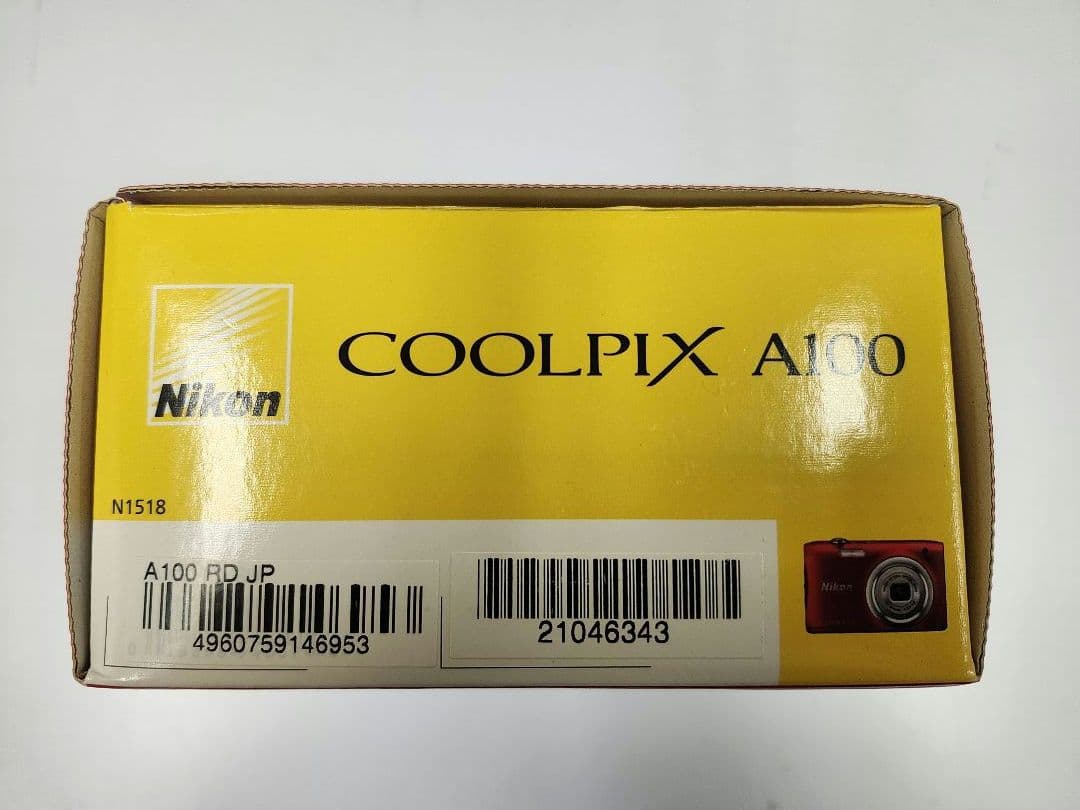 Nikon
COOLPIX A100
N1518
A100 RD JP
4960759146953
21046343
Nikon